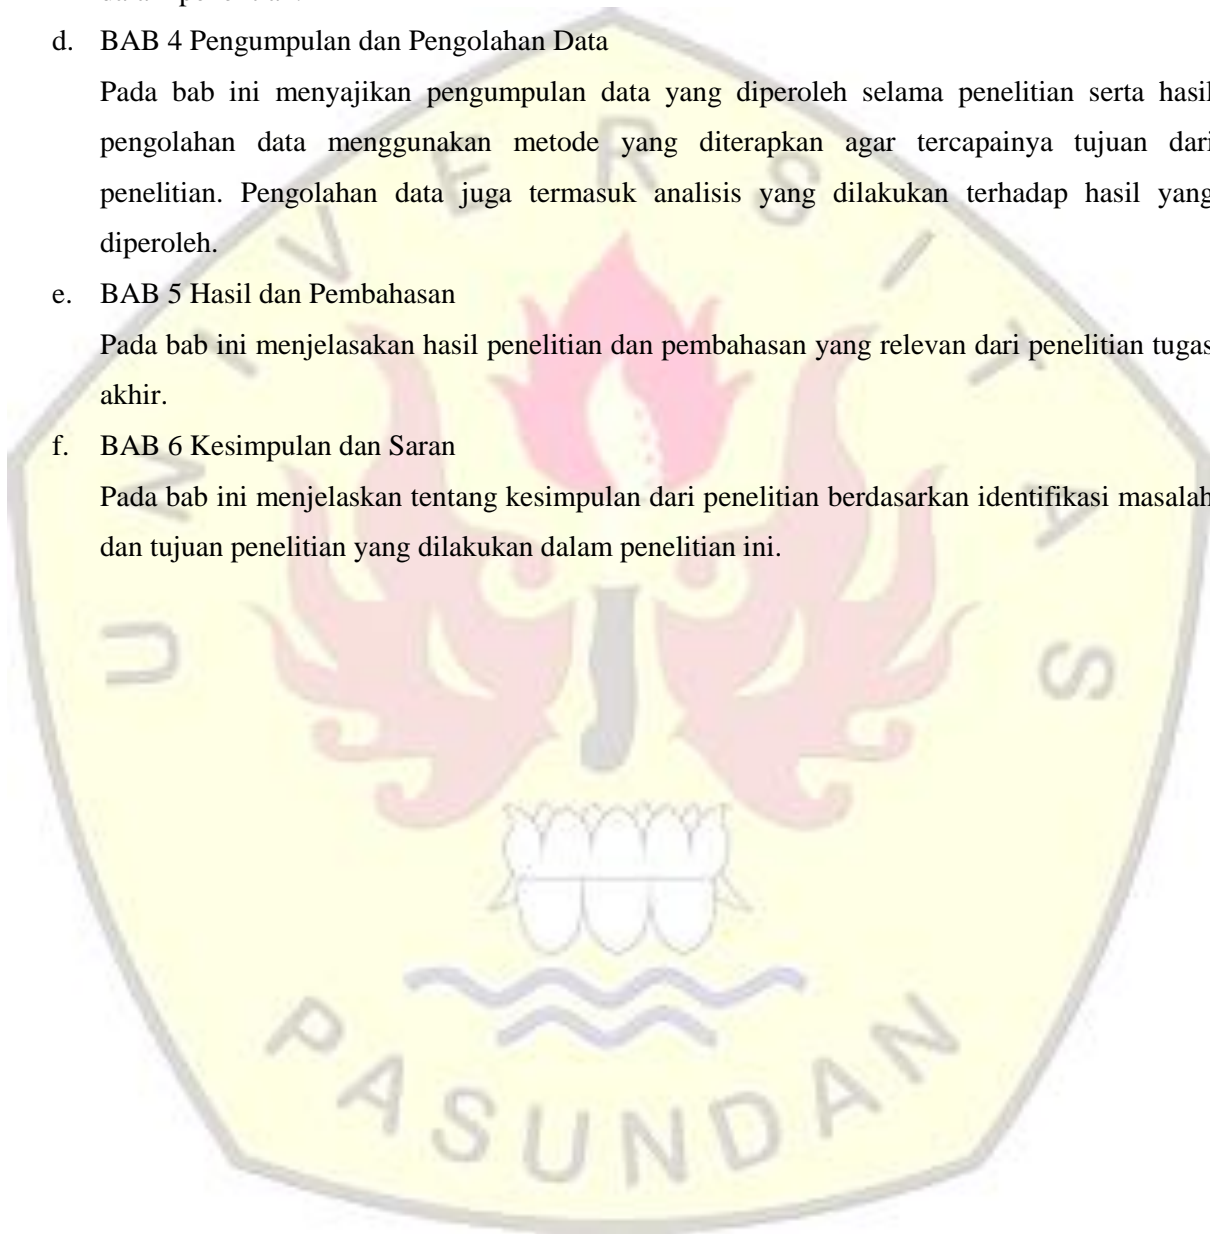 d. BAB 4 Pengumpulan dan Pengolahan Data
Pada bab ini menyajikan pengumpulan data yang diperoleh selama penelitian serta hasil
pengolahan data menggunakan metode yang diterapkan agar tercapainya tujuan dari
penelitian. Pengolahan data juga termasuk analisis yang dilakukan terhadap hasil yang
diperoleh.
e. BAB 5 Hasil dan Pembahasan
Pada bab ini menjelasakan hasil penelitian dan pembahasan yang relevan dari penelitian tugas
akhir.
f. BAB 6 Kesimpulan dan Saran
Pada bab ini menjelaskan tentang kesimpulan dari penelitian berdasarkan identifikasi masalah
dan tujuan penelitian yang dilakukan dalam penelitian ini.
UNIVERSITAS
PASUNDAN